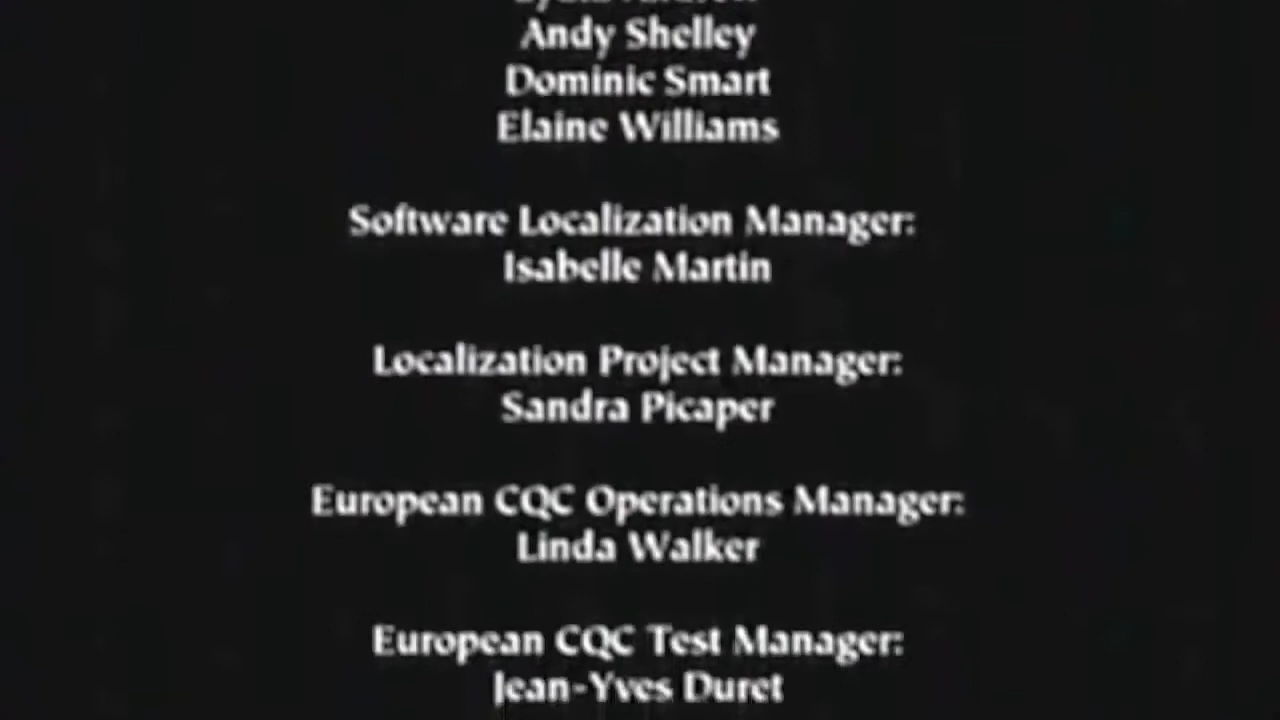 Andy Shelley
Dominic Smart
Elaine Williams
Software Localization Manager:
Isabelle Martin
Localization Project Manager:
Sandra Picaper
European CQC Operations Manager:
Linda Walker
European CQC Test Manager:
Jean-Yves Duret